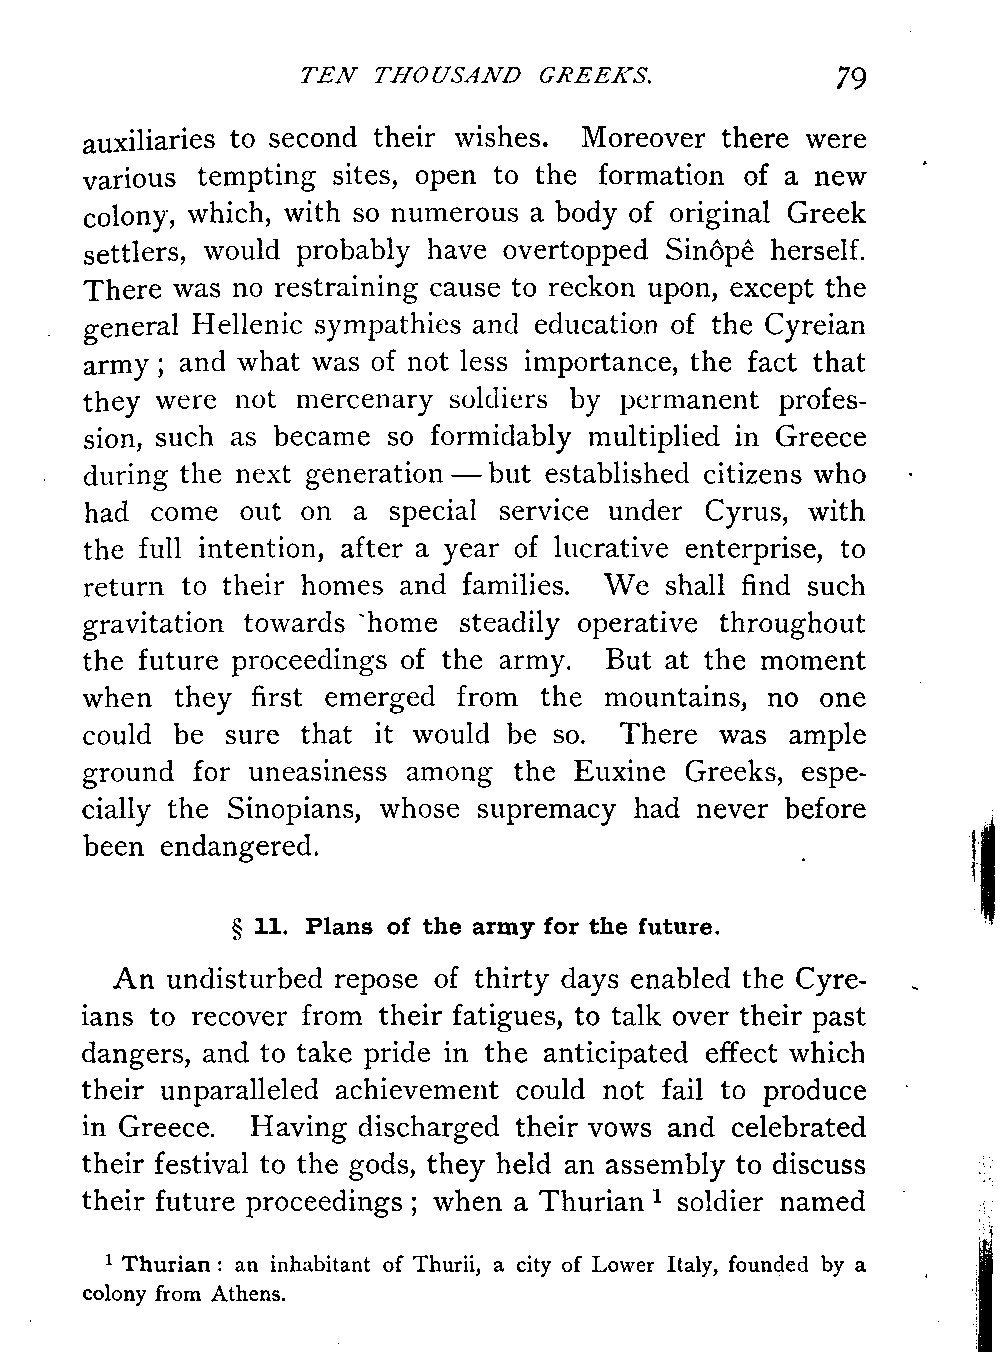 TEN THOUSAND GREEKS. 79
auxiliaries to second their wishes. Moreover there were
various tempting sites, open to the formation of a new
colony, which, with so numerous a body of original Greek
settlers, would probably have overtopped Sinôpê herself.
There was no restraining cause to reckon upon, except the
general Hellenic sympathies and education of the Cyreian
army ; and what was of not less importance, the fact that
they were not mercenary soldiers by permanent profes-
sion, such as became so formidably multiplied in Greece
during the next generation — but established citizens who
had come out on a special service under Cyrus, with
the full intention, after a year of lucrative enterprise, to
return to their homes and families. We shall find such
gravitation towards home steadily operative throughout
the future proceedings of the army. But at the moment
when they first emerged from the mountains, no one
could be sure that it would be so. There was ample
ground for uneasiness among the Euxine Greeks, espe-
cially the Sinopians, whose supremacy had never before
been endangered.
§ 11. Plans of the army for the future.
An undisturbed repose of thirty days enabled the Cyre-
ians to recover from their fatigues, to talk over their past
dangers, and to take pride in the anticipated effect which
their unparalleled achievement could not fail to produce
in Greece. Having discharged their vows and celebrated
their festival to the gods, they held an assembly to discuss
their future proceedings ; when a Thurian ¹ soldier named
¹ Thurian : an inhabitant of Thurii, a city of Lower Italy, founded by a
colony from Athens.